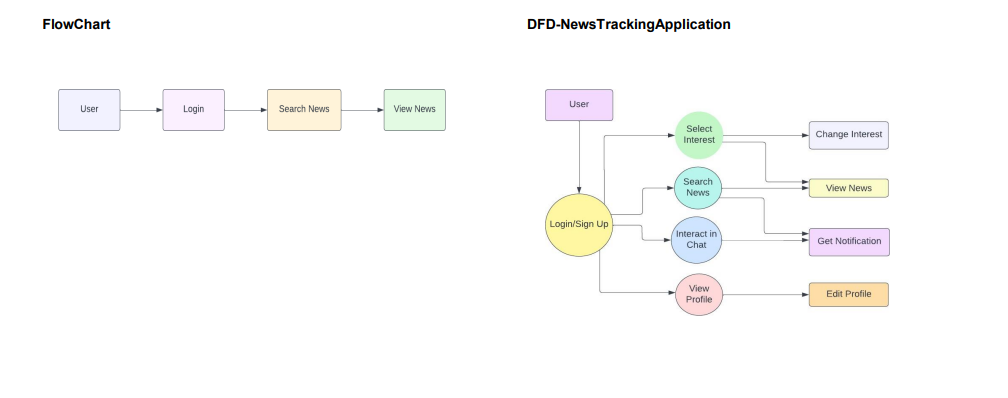 FlowChart
DFD-NewsTrackingApplication
User
Login
Search News
View News
User
Select
Interest
Change Interest
Search
News
View News
Login/Sign Up
Interact in
Chat
Get Notification
View
Profile
Edit Profile